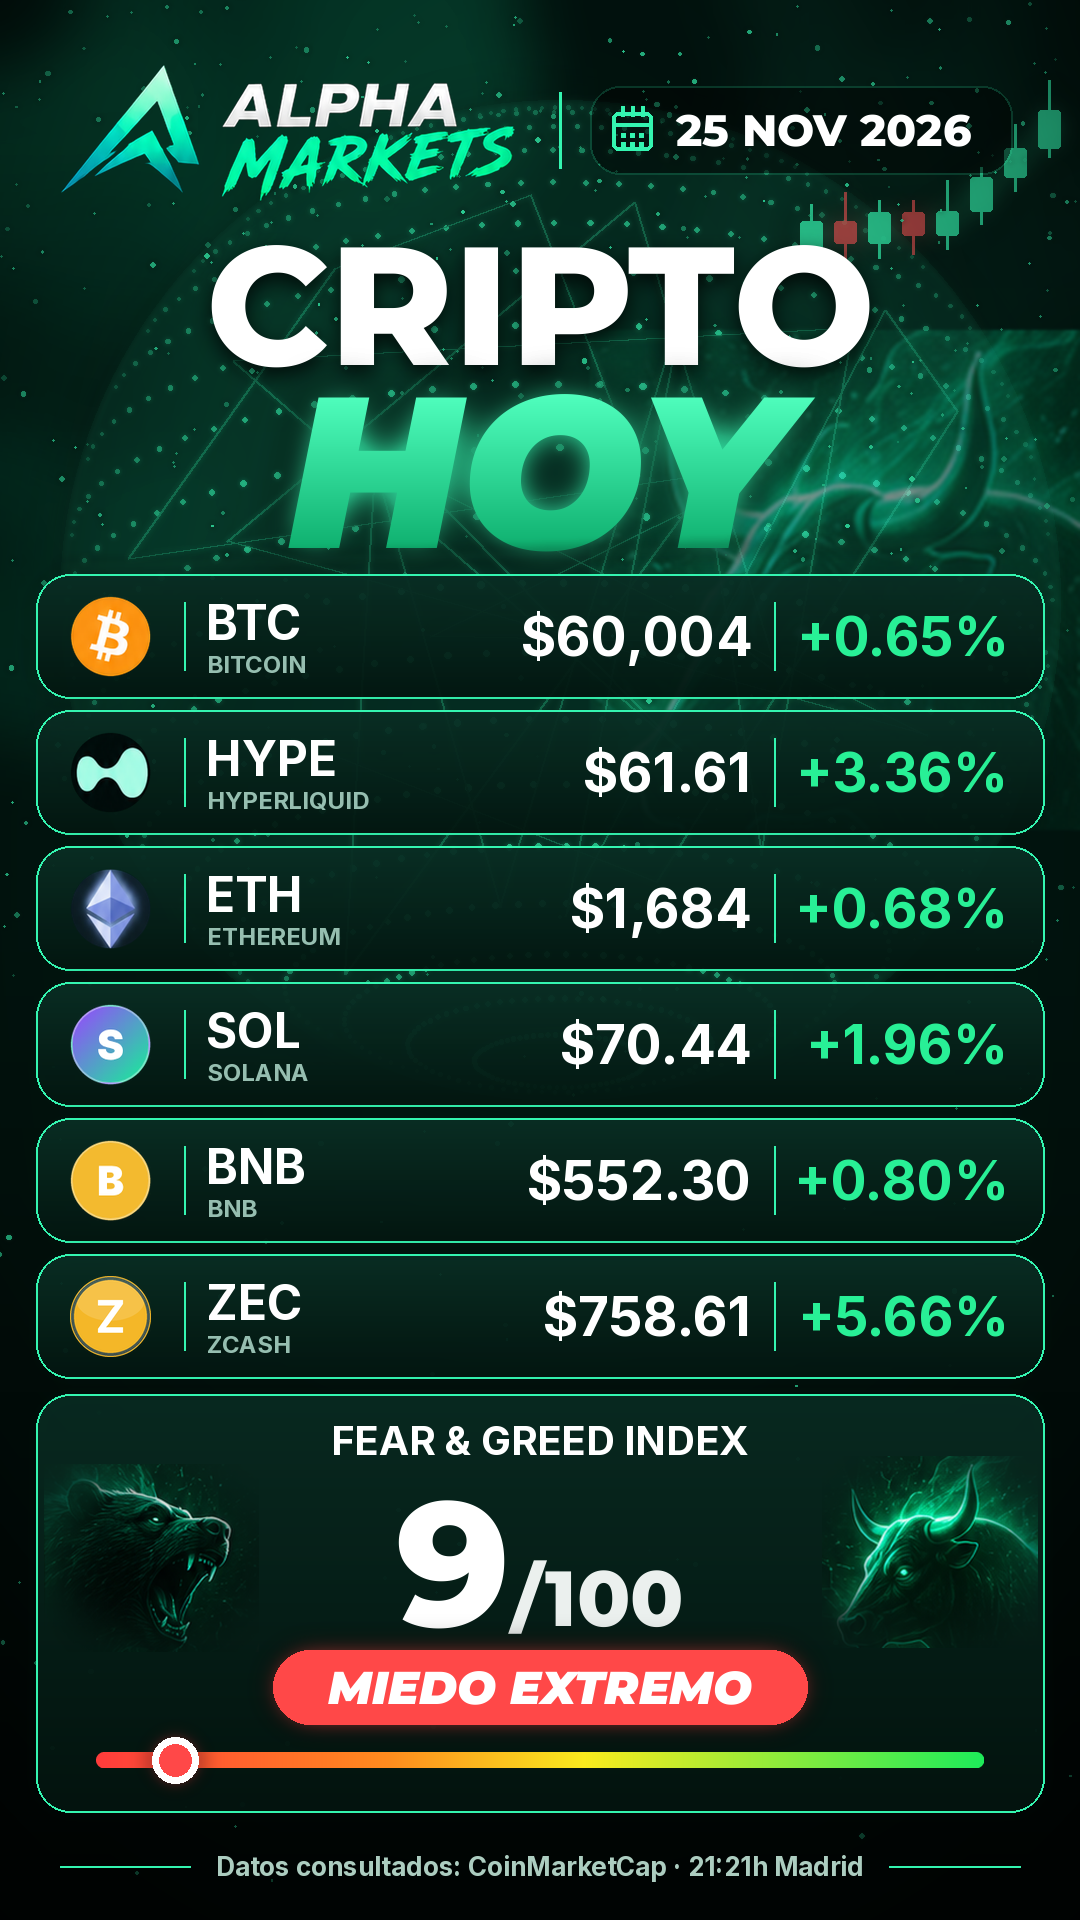 ALPHA
MARKETS
25 NOV 2026
CRIPTO
HOY
BTC
BITCOIN
$60,004
+0.65%
HYPE
HYPERLIQUID
$61.61
+3.36%
ETH
ETHEREUM
$1,684
+0.68%
S
SOL
SOLANA
$70.44
+1.96%
B
BNB
BNB
$552.30
+0.80%
Z
ZEC
ZCASH
$758.61
+5.66%
FEAR & GREED INDEX
9/100
MIEDO EXTREMO
Datos consultados: CoinMarketCap · 21:21h Madrid